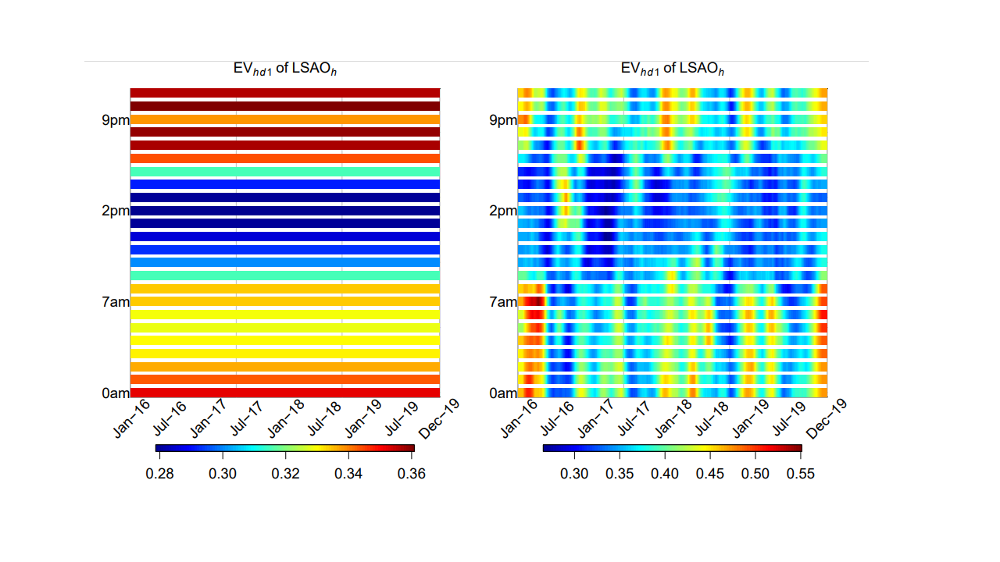 EVhd1 of LSAOh
9pm
2pm
7am
0am
Jan−16
Jul−16
Jan−17
Jul−17
Jan−18
Jul−18
Jan−19
Jul−19
Dec−19
0.28 0.30 0.32 0.34 0.36
EVhd1 of LSAOh
9pm
2pm
7am
0am
Jan−16
Jul−16
Jan−17
Jul−17
Jan−18
Jul−18
Jan−19
Jul−19
Dec−19
0.30 0.35 0.40 0.45 0.50 0.55